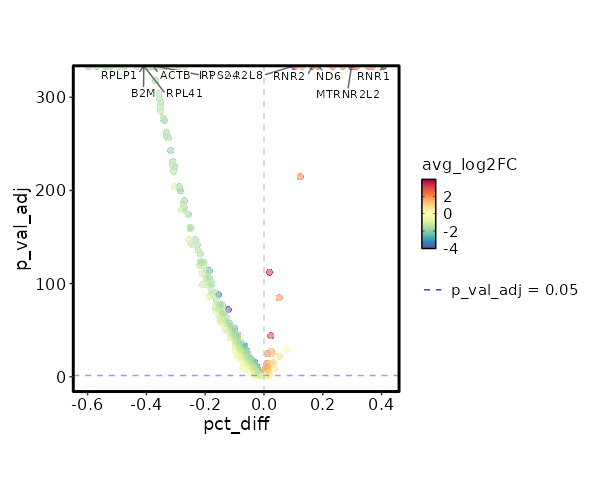 RPLP1 ACTB RNR2 ND6 RNR1
B2M RPL41 MTRNR2L2
300
200
100
0
p_val_adj
-0.6 -0.4 -0.2 0.0 0.2 0.4
pct_diff
avg_log2FC
2
0
-2
-4
p_val_adj = 0.05